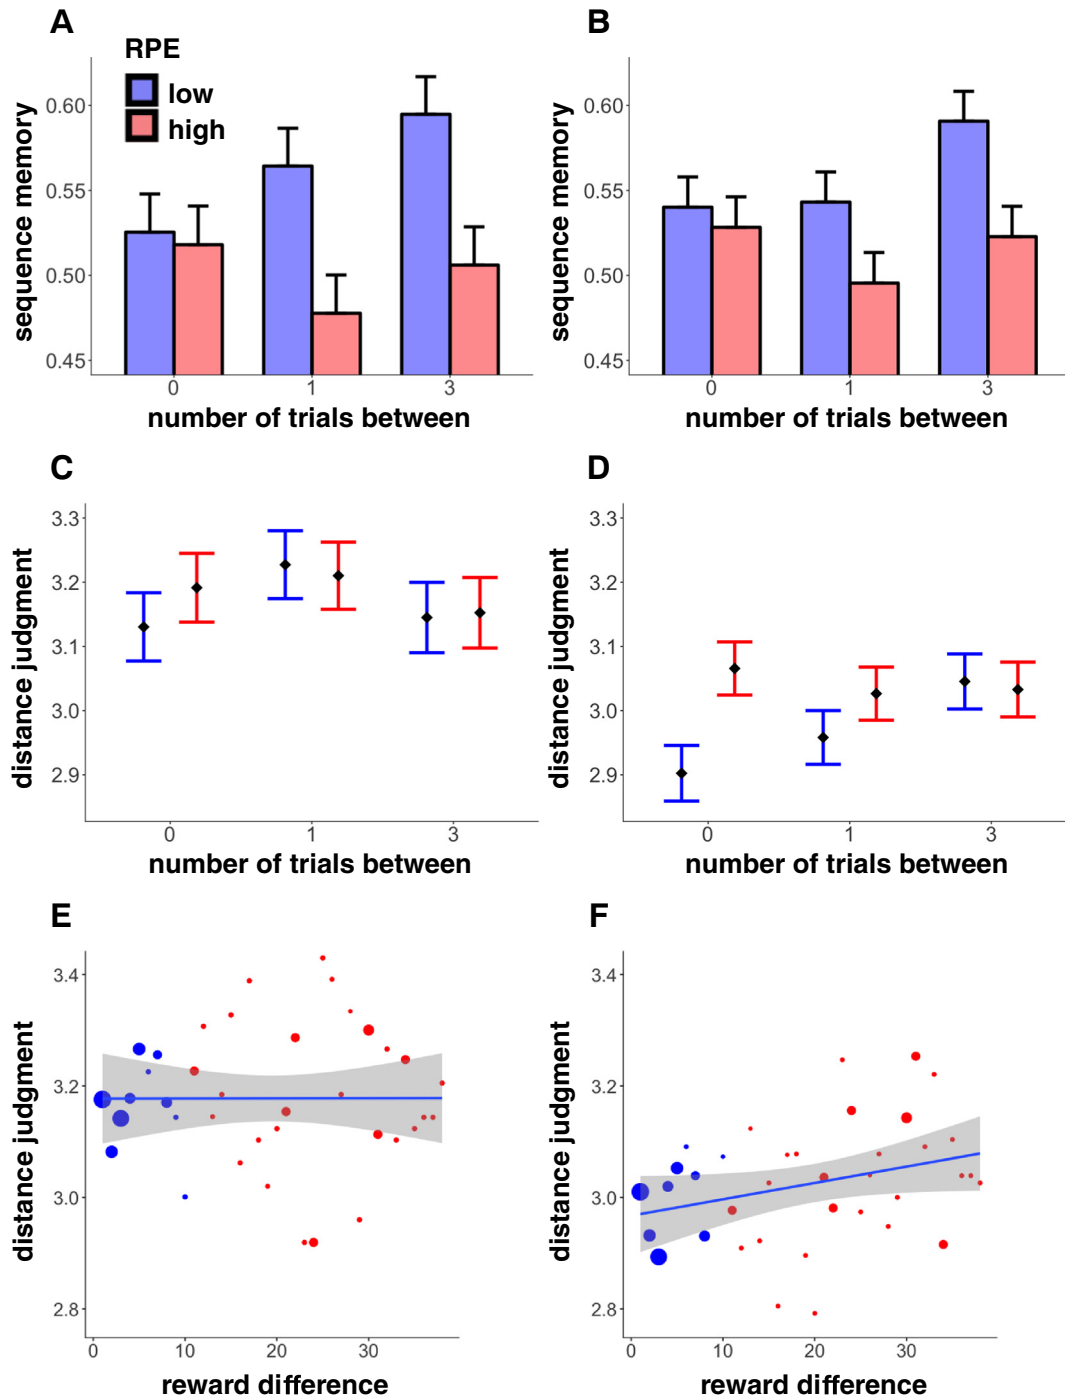 A
RPE
low
high
sequence memory
0.60
0.55
0.50
0.45
0
1
3
number of trials between
B
sequence memory
0.60
0.55
0.50
0.45
0
1
3
number of trials between
C
distance judgment
3.3
3.2
3.1
3.0
2.9
0
1
3
number of trials between
D
distance judgment
3.3
3.2
3.1
3.0
2.9
0
1
3
number of trials between
E
distance judgment
3.4
3.2
3.0
2.8
0
10
20
30
reward difference
F
distance judgment
3.4
3.2
3.0
2.8
0
10
20
30
reward difference